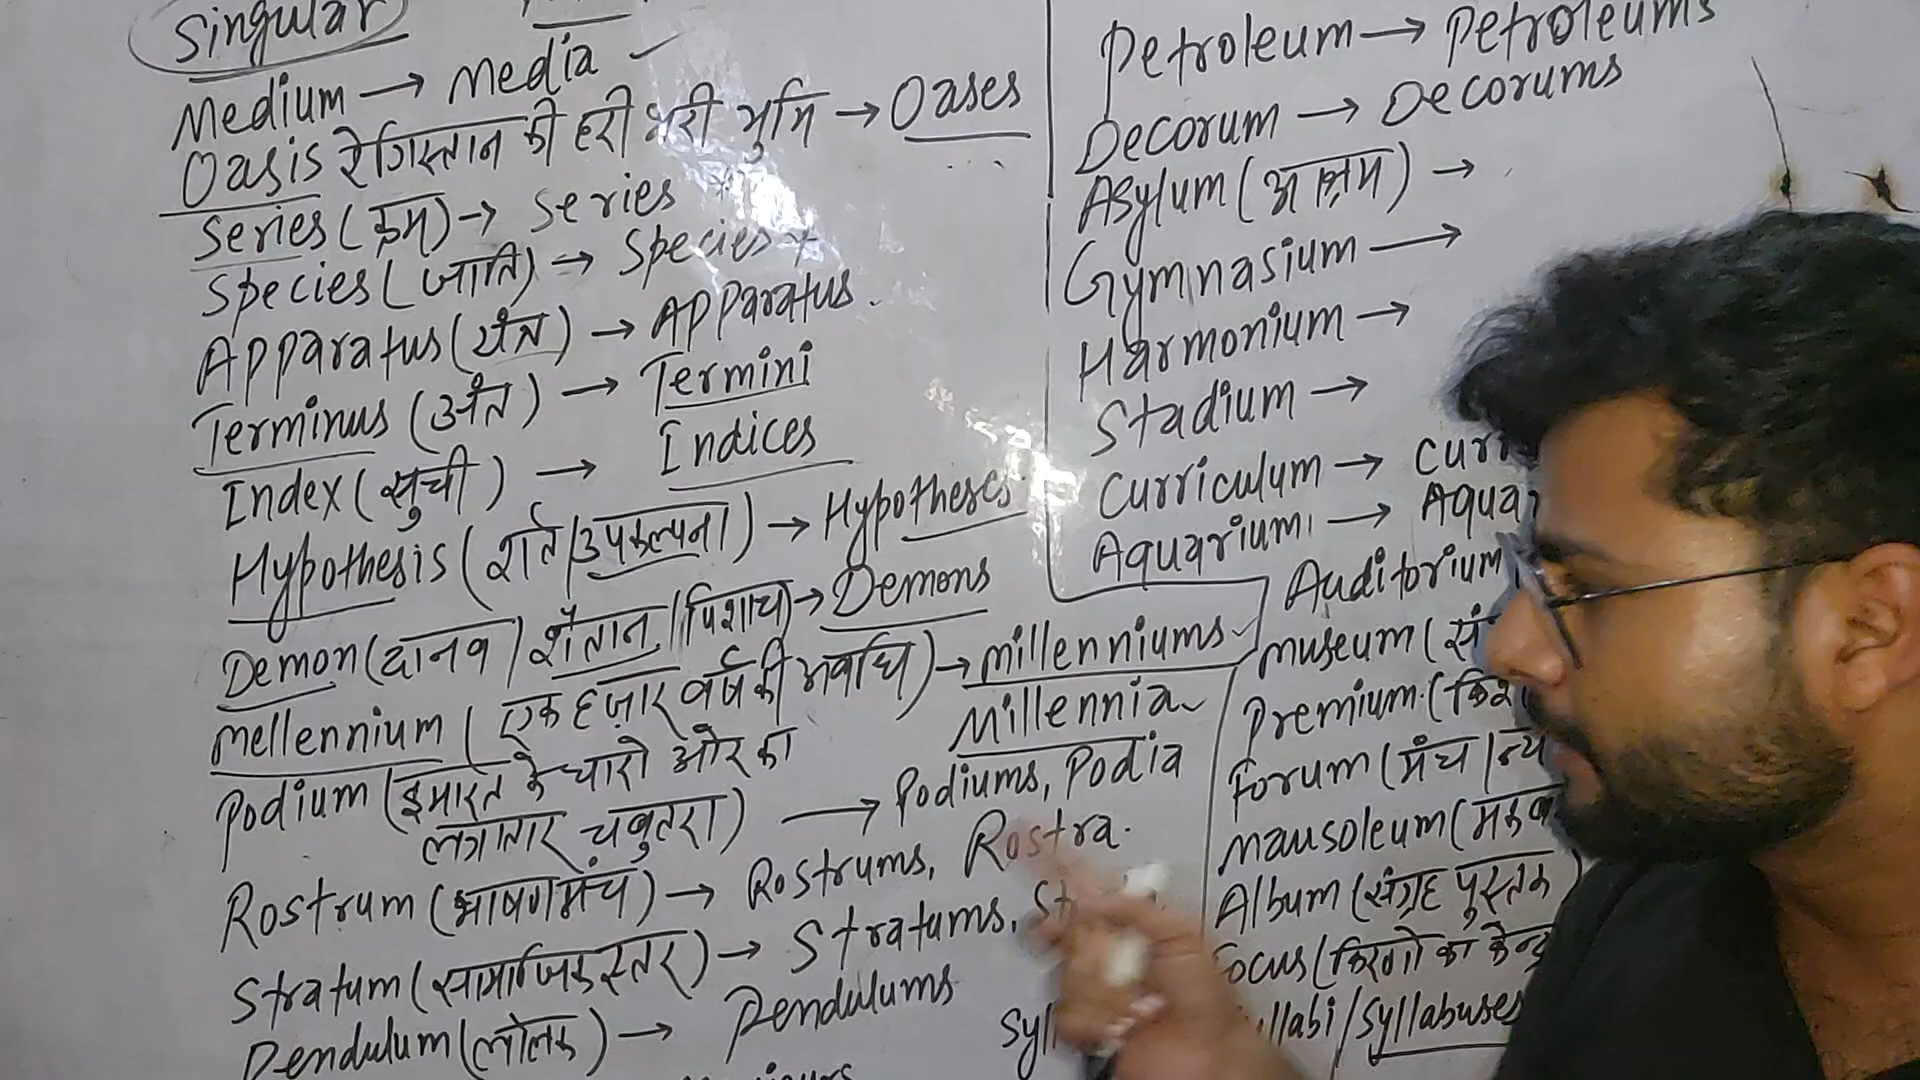 Singular
Medium → Media
Oasis रेगिस्तान की हरी भरी भुमि → Oases
Series (क्रम) → Series
Species (जाति) → Species
Apparatus (यंत्र) → Apparatus.
Terminus (अंत) → Termini
Index (सुची) → Indices
Hypothesis (शर्त/उपकल्पना) → Hypotheses
Demon (दानव/शैतान/पिशाच) → Demons
Mellennium (एक हज़ार वर्ष की अवधि) → Millenniums
Millennia
Podium (इमारत के चारो ओर का
लगातार चबुतरा) → Podiums, Podia
Rostrum (भाषण मंच) → Rostrums, Rostra.
Stratum (सामाजिक स्तर) → Stratums,
Pendulum (लोलक) → Pendulums
Petroleum → Petroleums
Decorum → Decorums
Asylum (आश्रम) →
Gymnasium →
Harmonium →
Stadium →
Curriculum →
Aquarium →
Auditorium
Museum
Premium
Forum (मंच
Mausoleum
Album (संग्रह पुस्तक)
Focus (किरणो का केन्द्र
Syllabuses